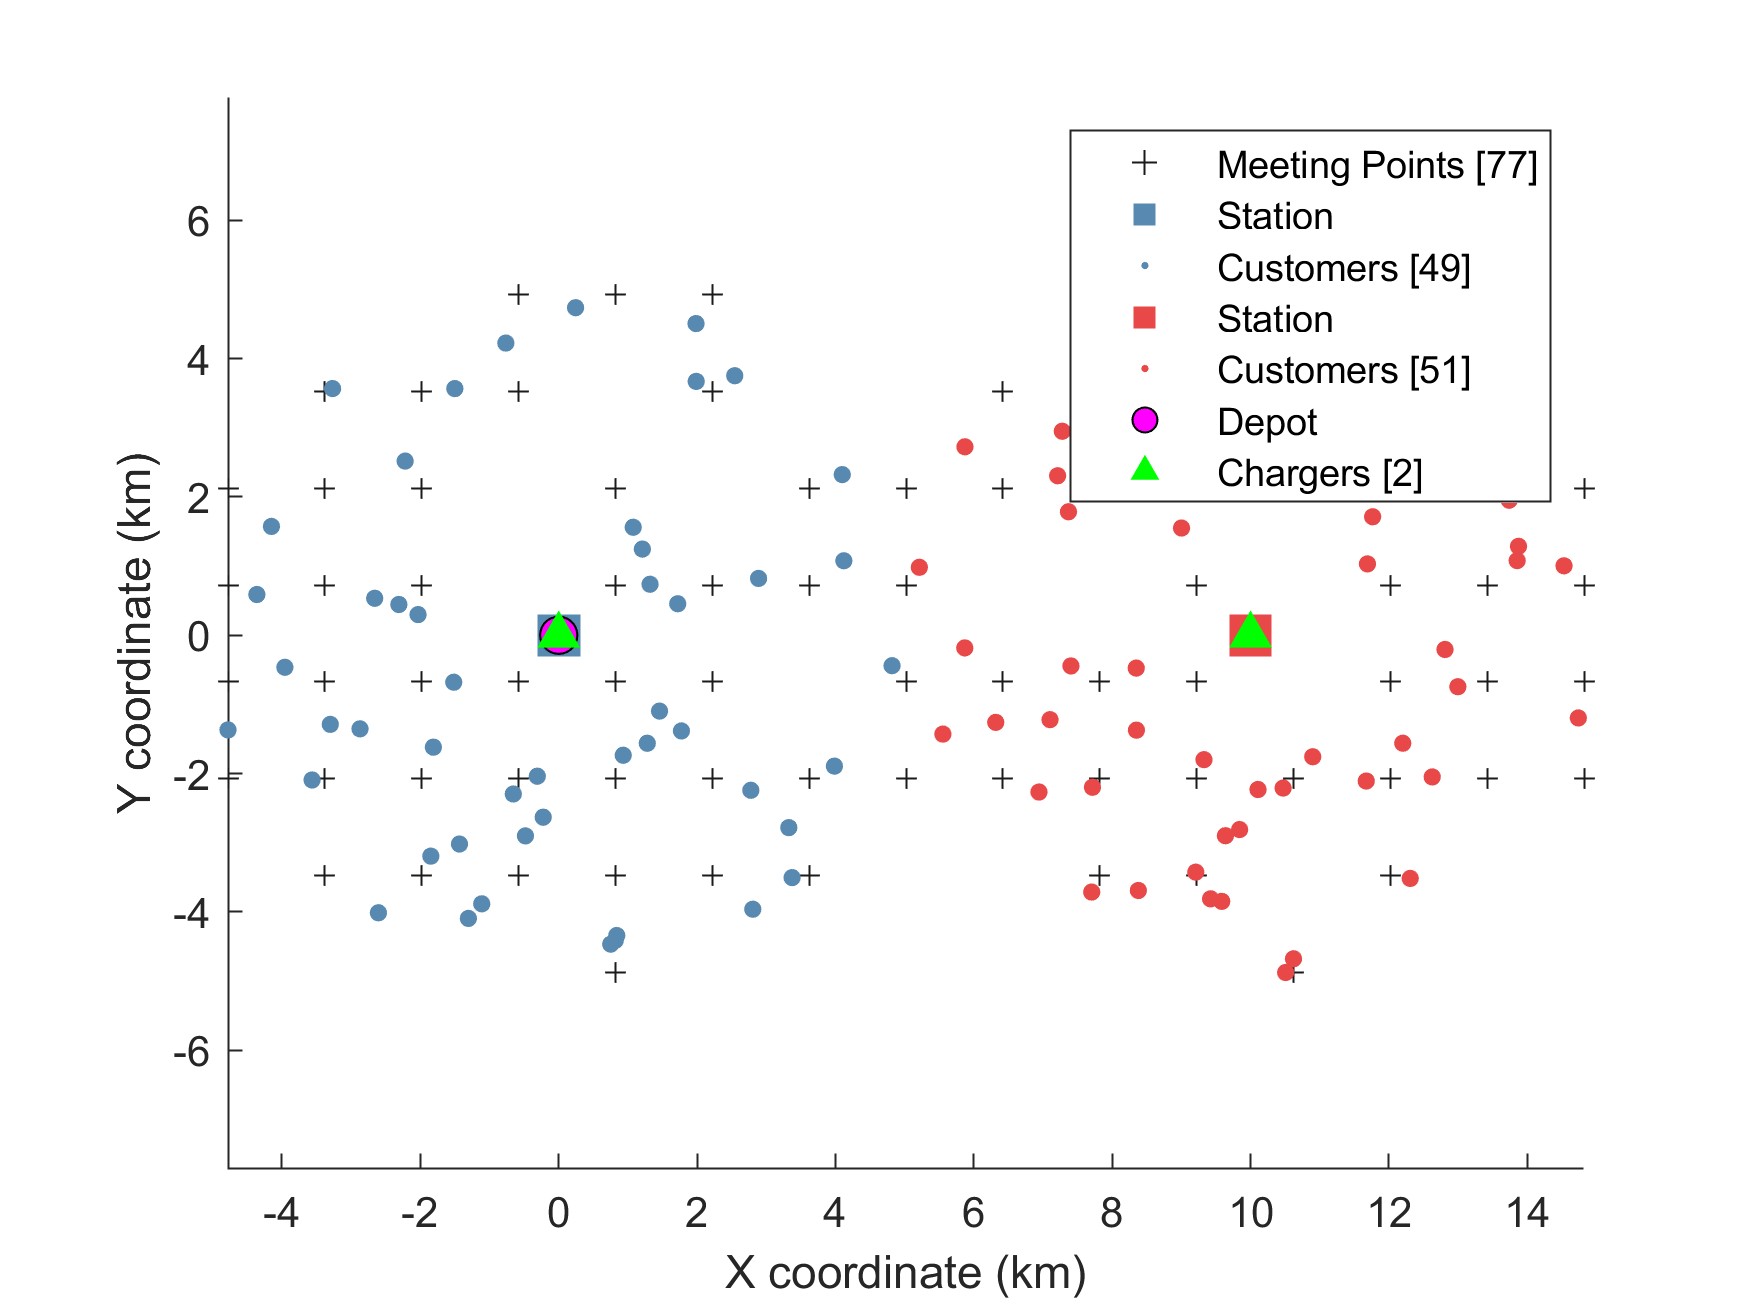 Meeting Points [77]
Station
Customers [49]
Station
Customers [51]
Depot
Chargers [2]
6
4
2
0
-2
-4
-6
Y coordinate (km)
-4 -2 0 2 4 6 8 10 12 14
X coordinate (km)